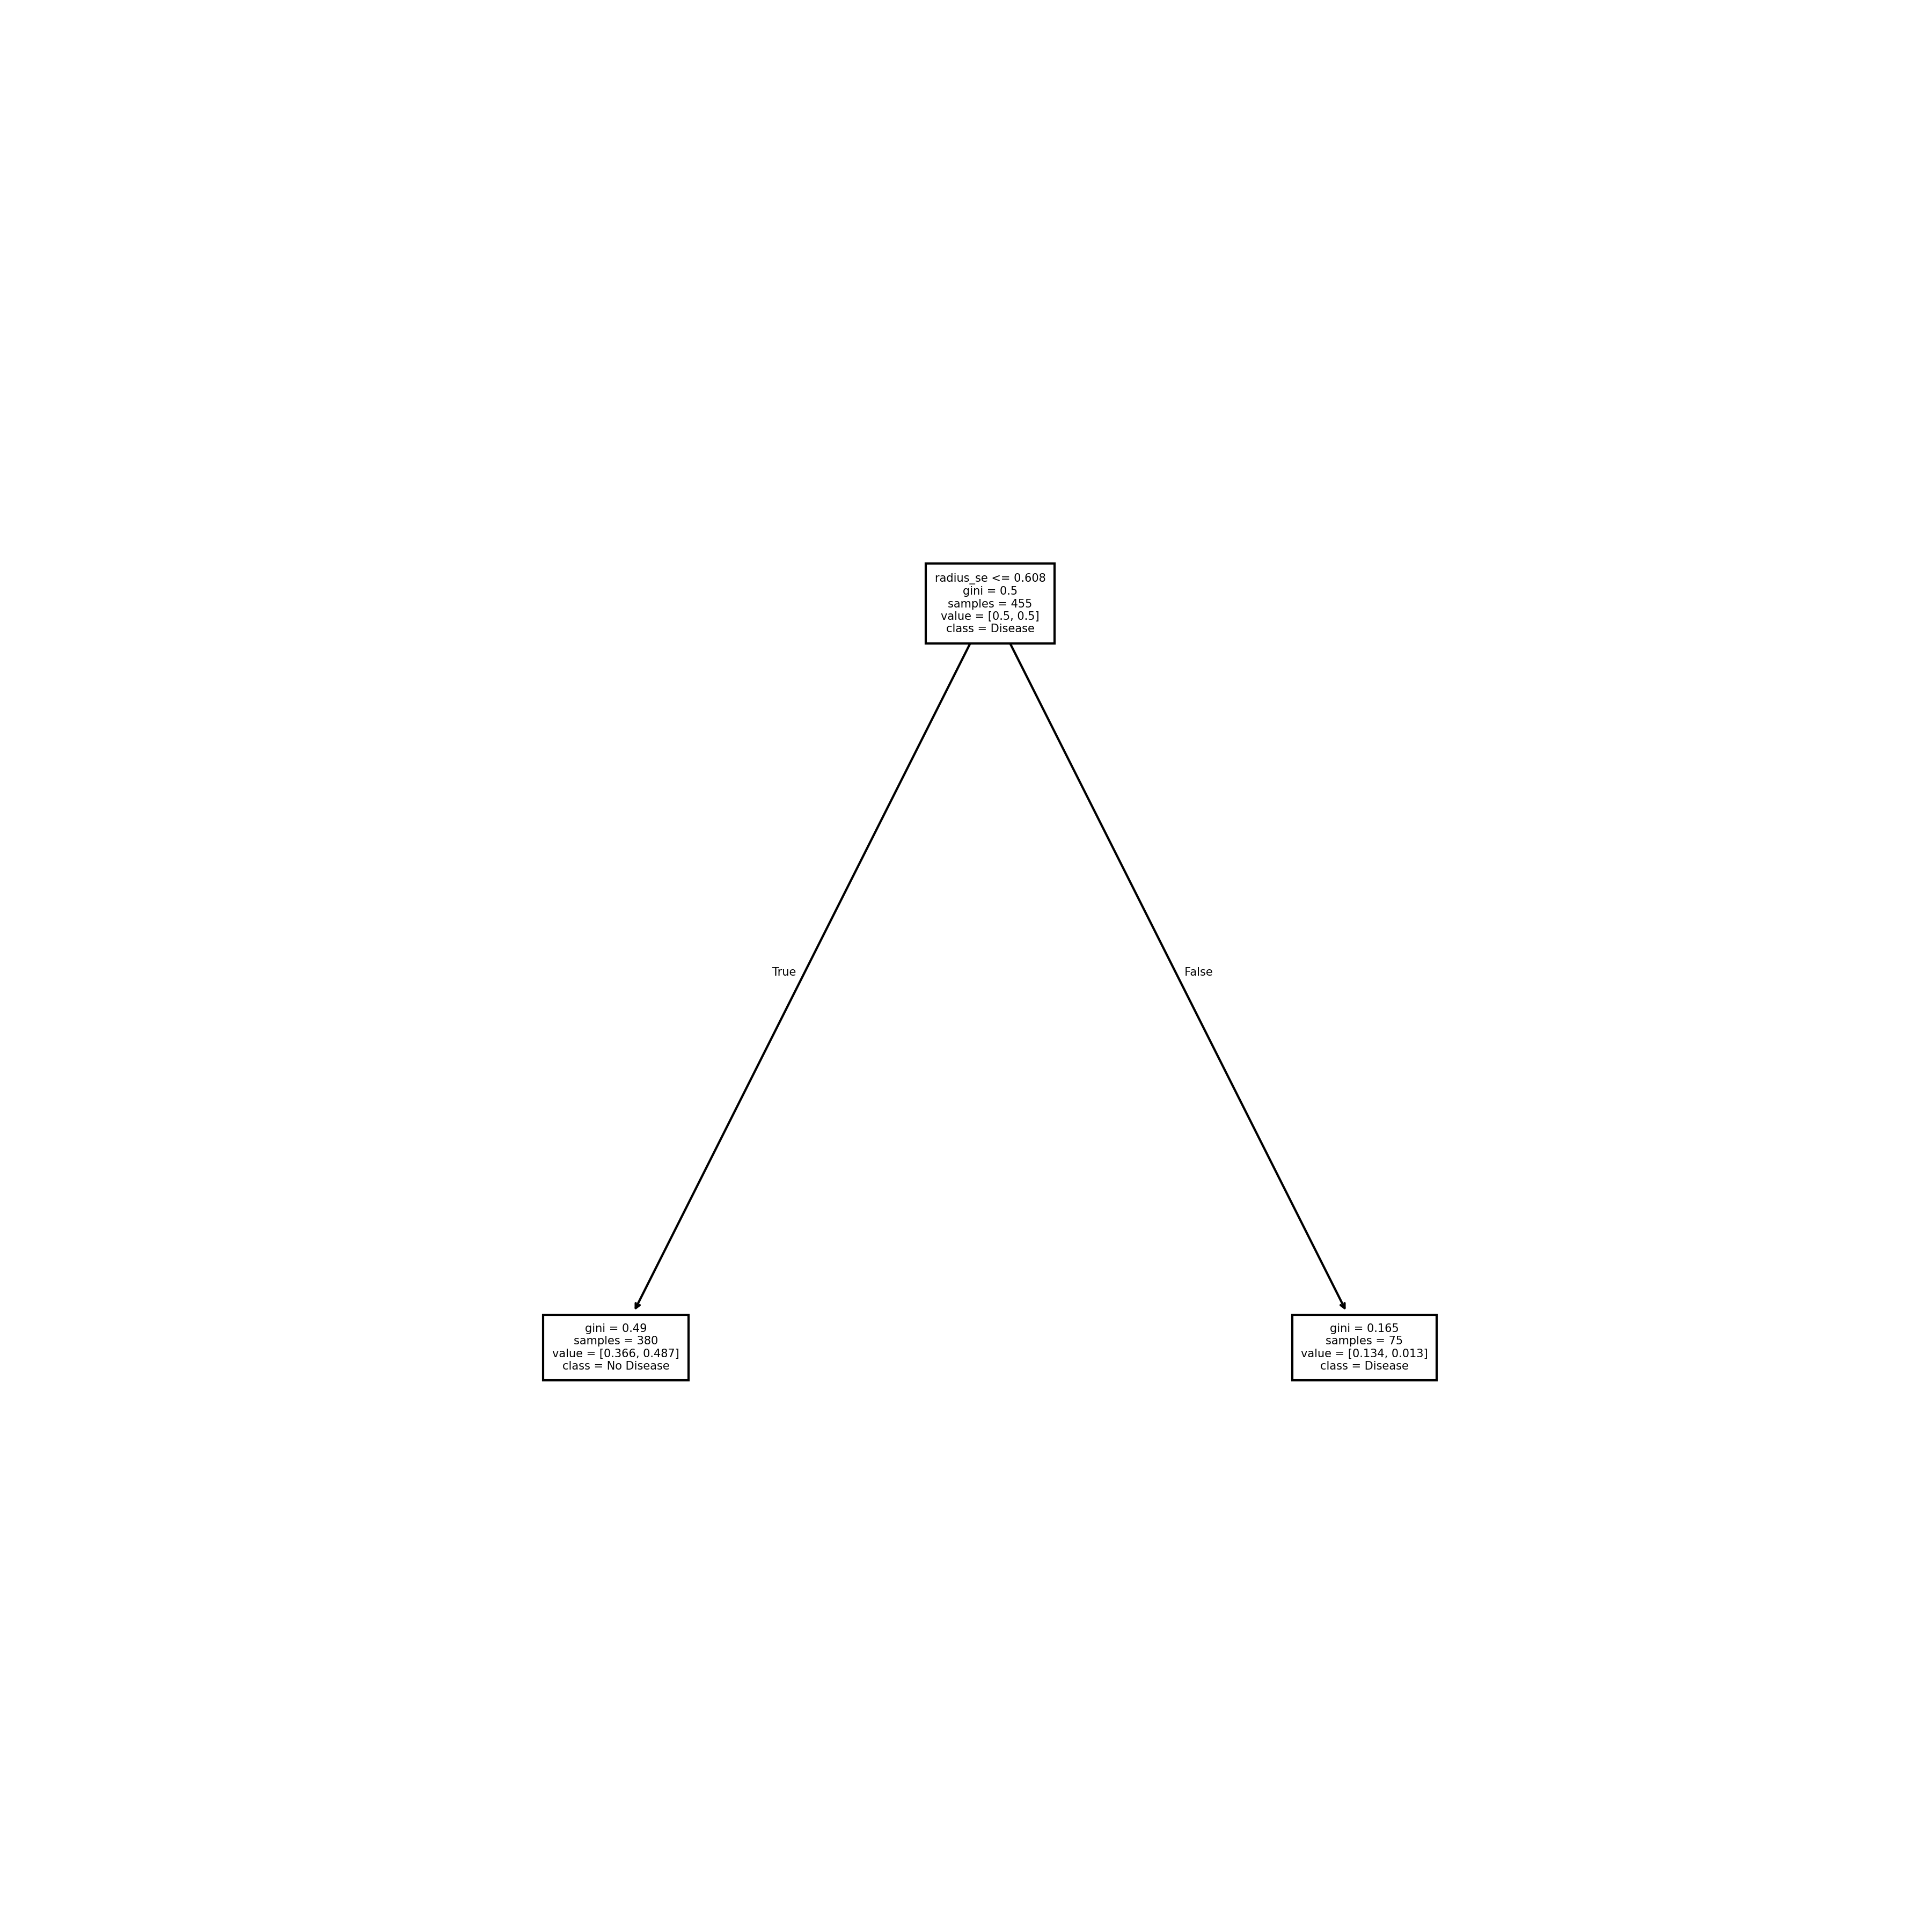 radius_se <= 0.608
gini = 0.5
samples = 455
value = [0.5, 0.5]
class = Disease
True
False
gini = 0.49
samples = 380
value = [0.366, 0.487]
class = No Disease
gini = 0.165
samples = 75
value = [0.134, 0.013]
class = Disease